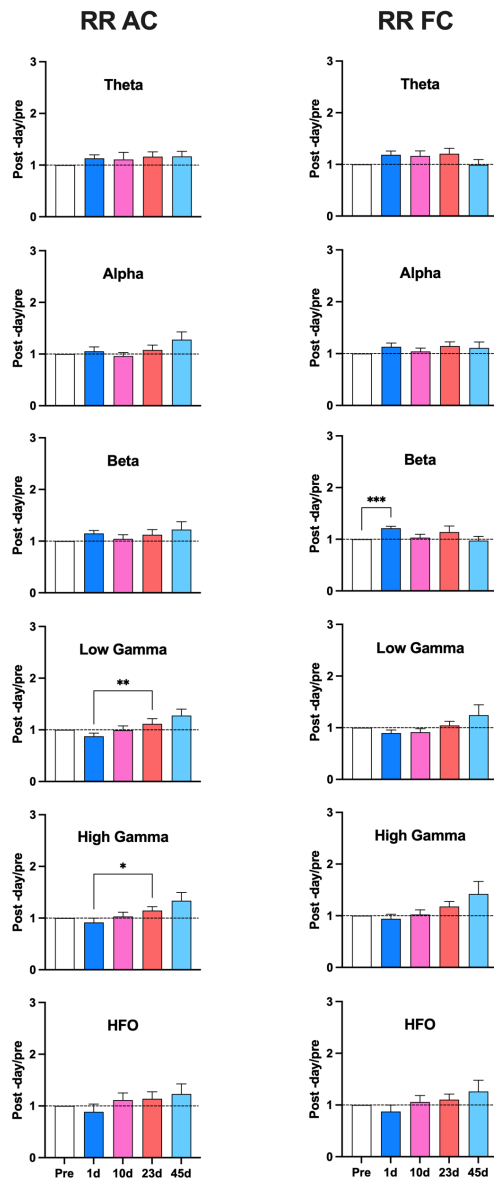 RR AC
RR FC
Theta
Post -day/pre
3
2
1
0
Theta
Post -day/pre
3
2
1
0
Alpha
Post -day/pre
3
2
1
0
Alpha
Post -day/pre
3
2
1
0
Beta
Post -day/pre
3
2
1
0
Beta
***
Post -day/pre
3
2
1
0
Low Gamma
**
Post -day/pre
3
2
1
0
Low Gamma
Post -day/pre
3
2
1
0
High Gamma
*
Post -day/pre
3
2
1
0
High Gamma
Post -day/pre
3
2
1
0
HFO
Post -day/pre
3
2
1
0
Pre 1d 10d 23d 45d
HFO
Post -day/pre
3
2
1
0
Pre 1d 10d 23d 45d